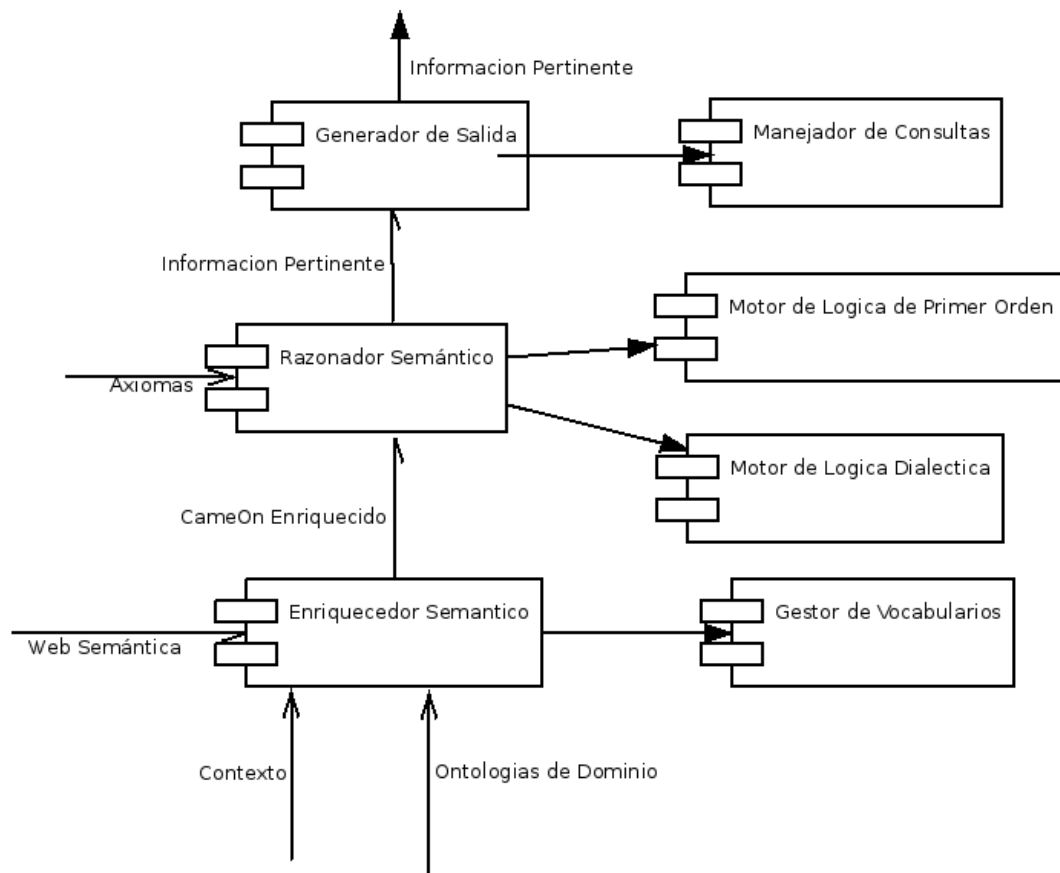 Informacion Pertinente
Generador de Salida
Manejador de Consultas
Informacion Pertinente
Motor de Logica de Primer Orden
Razonador Semántico
Axiomas
Motor de Logica Dialectica
CameOn Enriquecido
Enriquecedor Semantico
Gestor de Vocabularios
Web Semántica
Contexto
Ontologias de Dominio